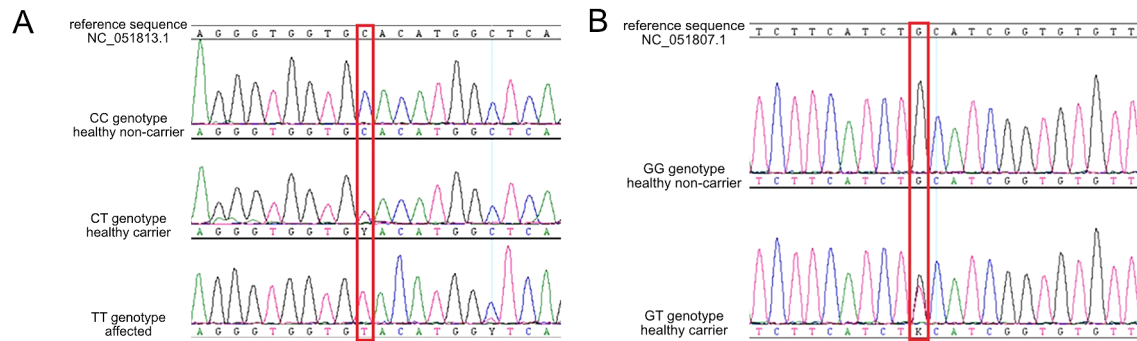 A
reference sequence
NC_051813.1
A G G G T G G T G C A C A T G G C T C A
CC genotype
healthy non-carrier
A G G G T G G T G C A C A T G G C T C A
CT genotype
healthy carrier
A G G G T G G T G Y A C A T G G C T C A
TT genotype
affected
A G G G T G G T G T A C A T G G Y T C A
B
reference sequence
NC_051807.1
T C T T C A T C T G C A T C G G T G T G T T
GG genotype
healthy non-carrier
T C T T C A T C T G C A T C G G T G T G T T
GT genotype
healthy carrier
T C T T C A T C T K C A T C G G T G T G T T